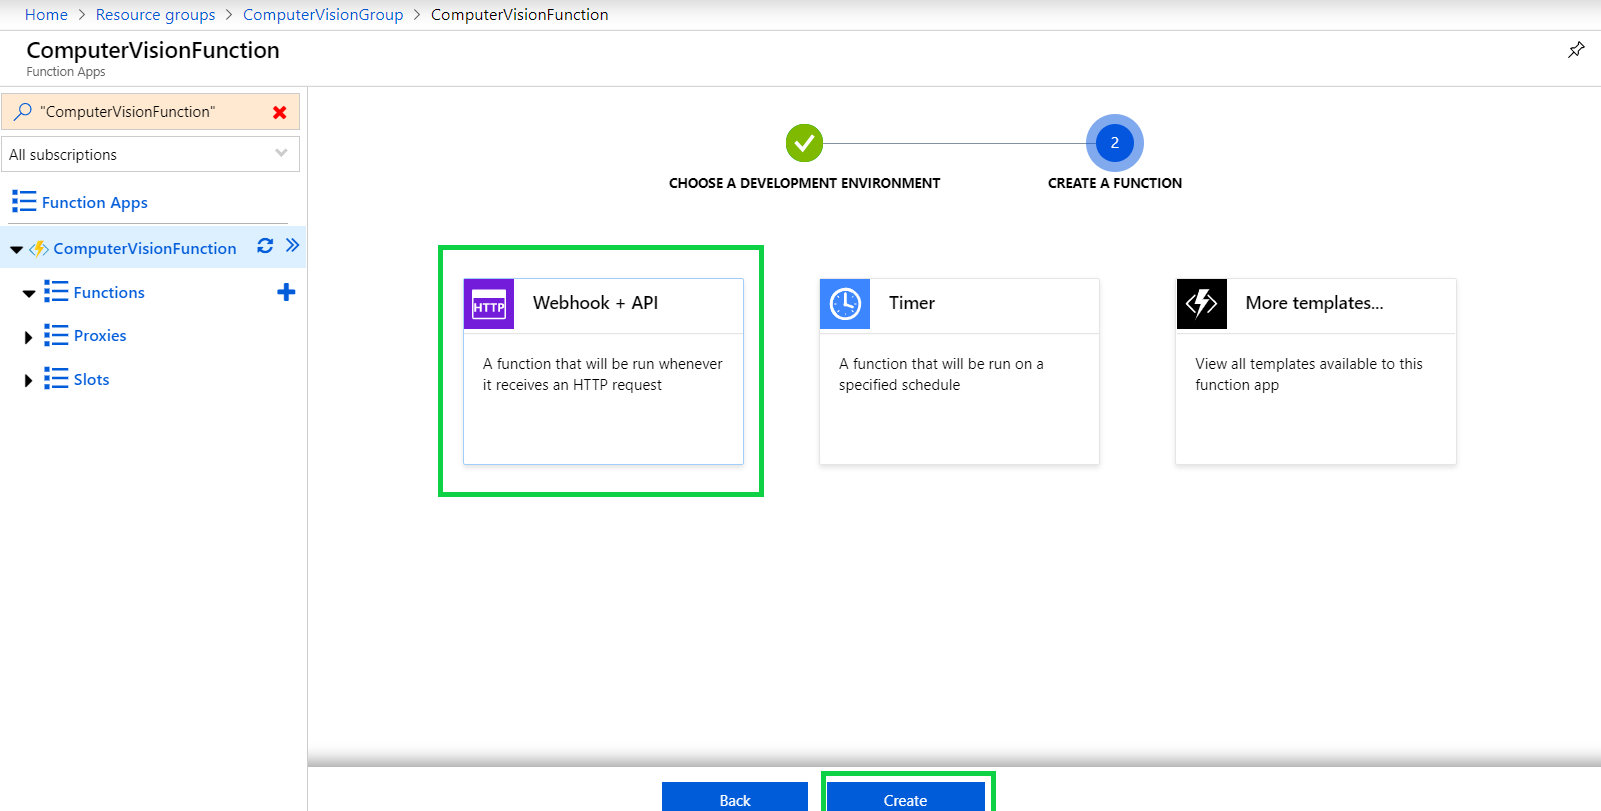 Home > Resource groups > ComputerVisionGroup > ComputerVisionFunction
ComputerVisionFunction
Function Apps
"ComputerVisionFunction"
All subscriptions
Function Apps
ComputerVisionFunction
Functions
Proxies
Slots
2
CHOOSE A DEVELOPMENT ENVIRONMENT
CREATE A FUNCTION
HTTP
Webhook + API
A function that will be run whenever
it receives an HTTP request
Timer
A function that will be run on a
specified schedule
More templates...
View all templates available to this
function app
Back
Create